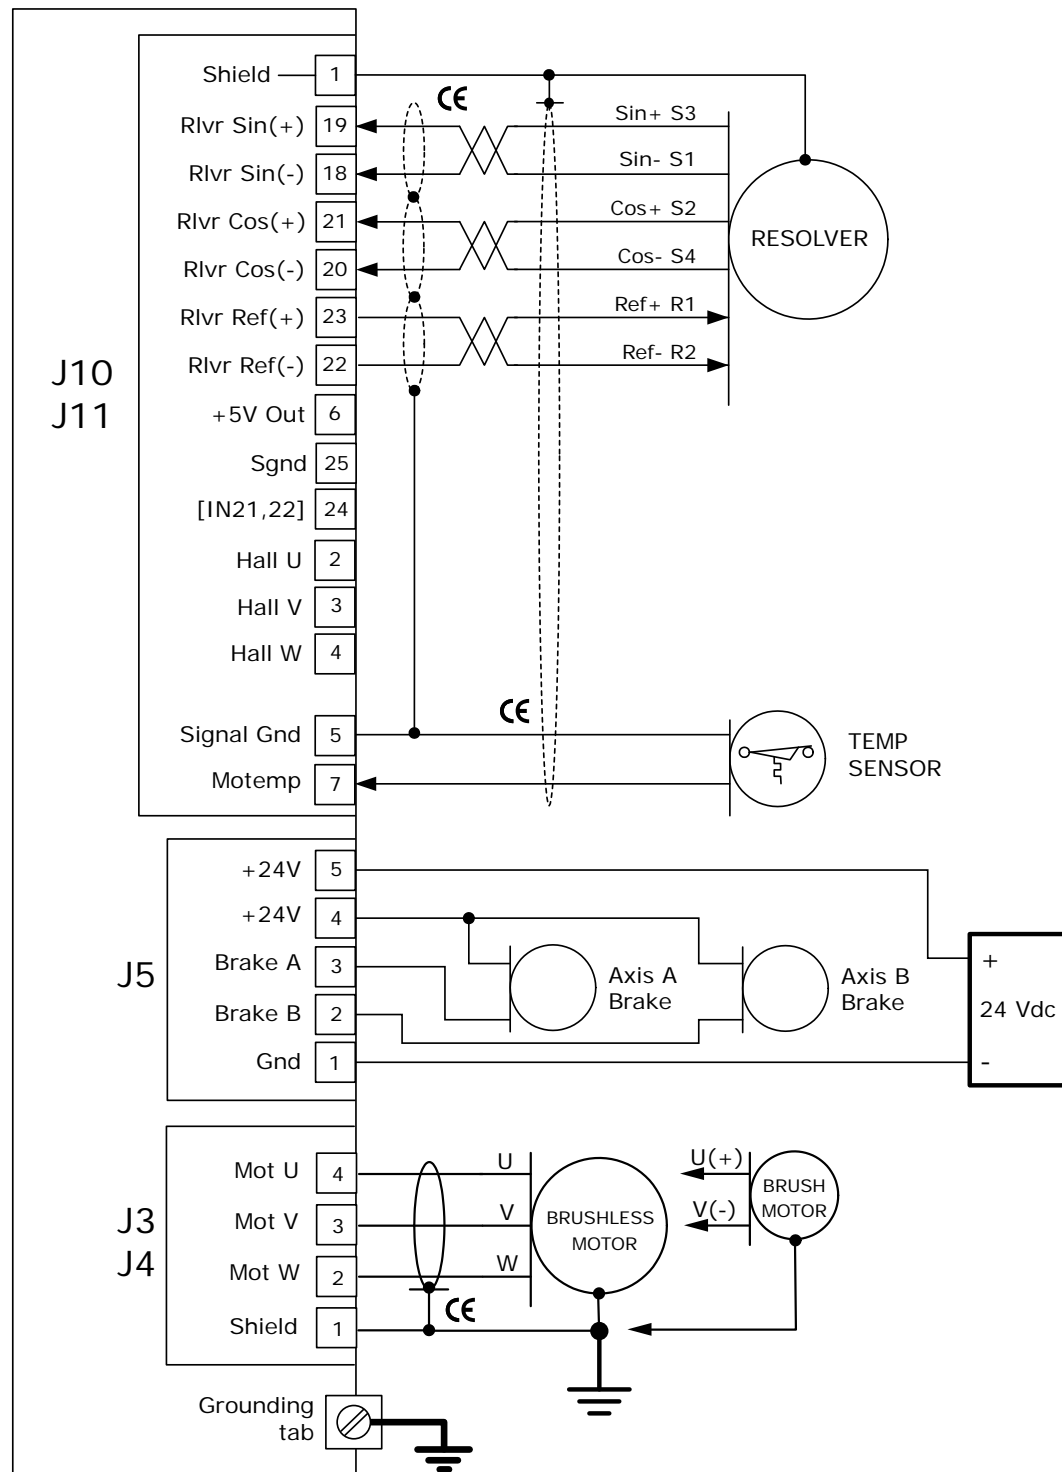 Shield 1
Rlvr Sin(+) 19 Sin+ S3
Rlvr Sin(-) 18 Sin- S1
Rlvr Cos(+) 21 Cos+ S2
Rlvr Cos(-) 20 Cos- S4
Rlvr Ref(+) 23 Ref+ R1
Rlvr Ref(-) 22 Ref- R2
CE
RESOLVER
J10
J11
+5V Out 6
Sgnd 25
[IN21,22] 24
Hall U 2
Hall V 3
Hall W 4
CE
Signal Gnd 5
Motemp 7
TEMP
SENSOR
J5
+24V 5
+24V 4
Brake A 3
Brake B 2
Gnd 1
Axis A
Brake
Axis B
Brake
+
24 Vdc
-
J3
J4
Mot U 4 U
Mot V 3 V
Mot W 2 W
Shield 1
CE
BRUSHLESS
MOTOR
U(+)
V(-)
BRUSH
MOTOR
Grounding
tab